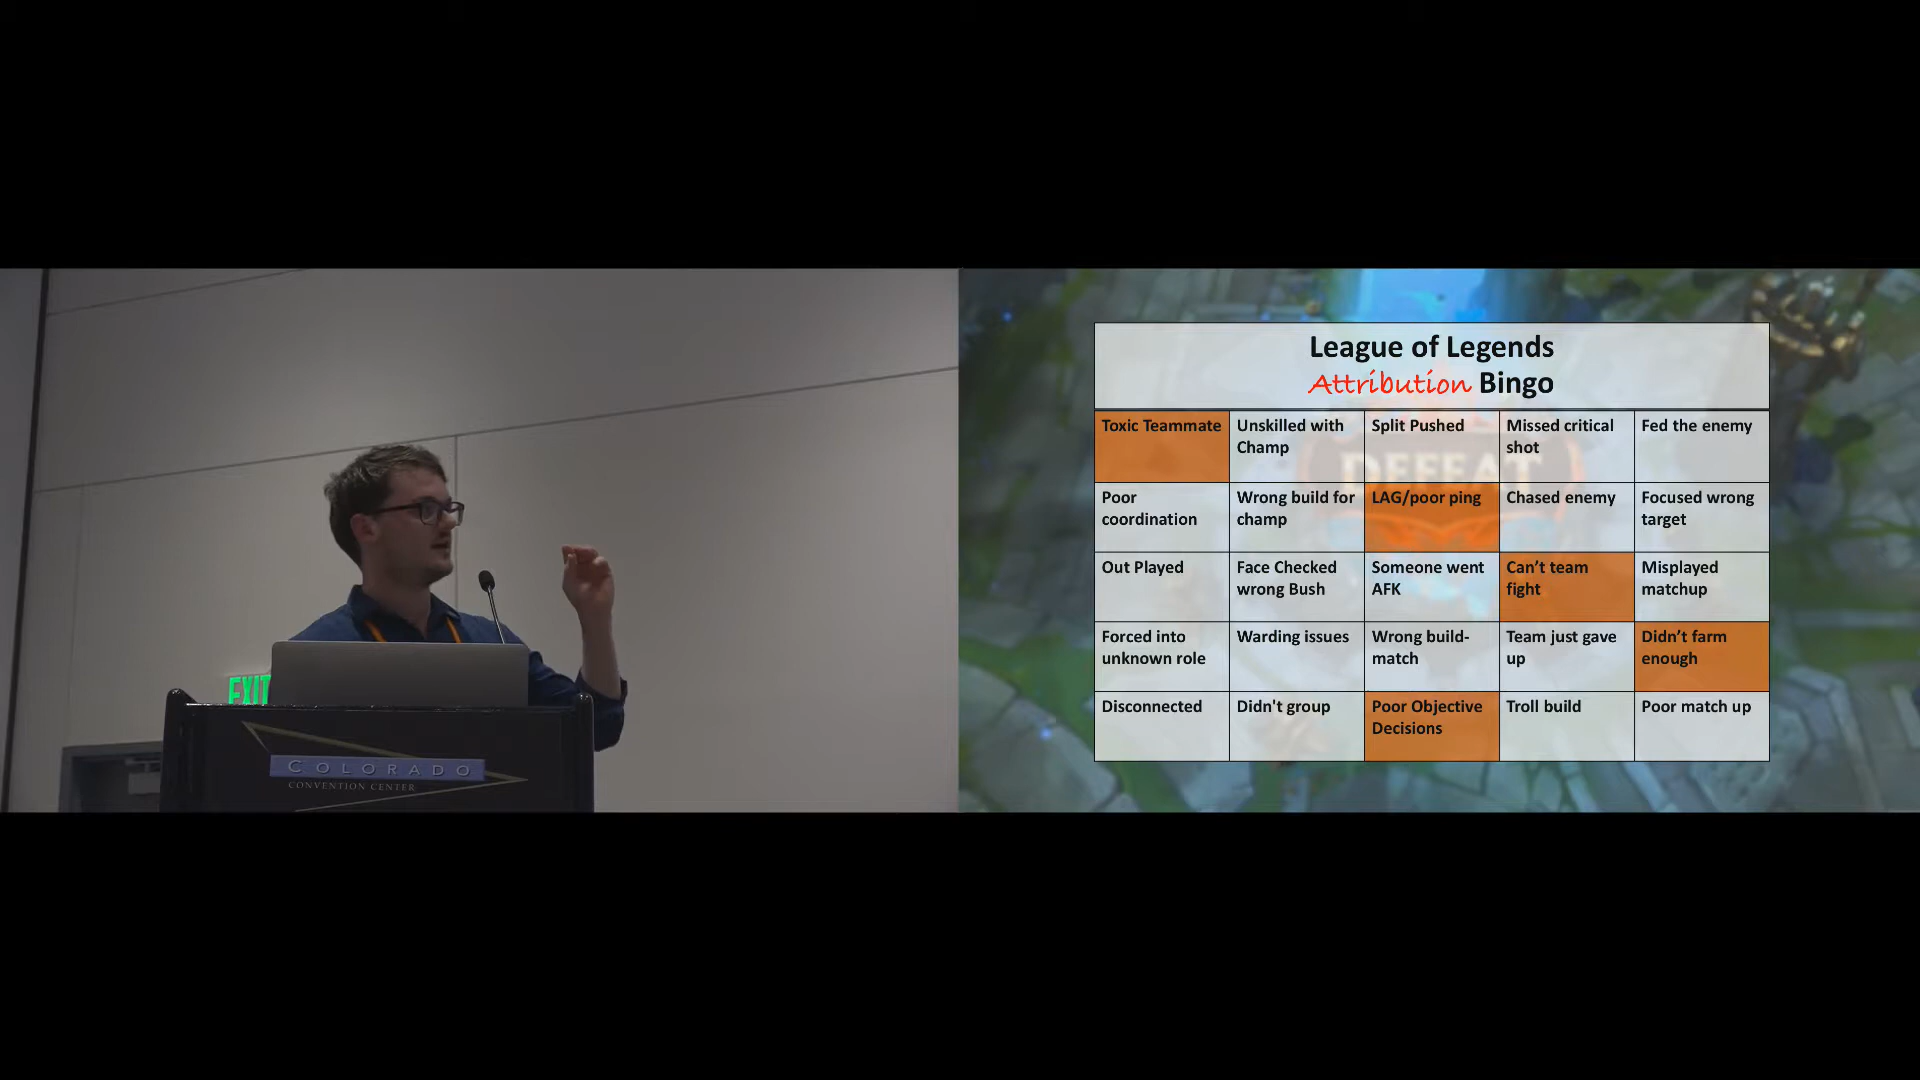 EXIT
COLORADO
CONVENTION CENTER
League of Legends
Attribution Bingo
Toxic Teammate
Unskilled with
Champ
Split Pushed
Missed critical
shot
Fed the enemy
Poor
coordination
Wrong build for
champ
LAG/poor ping
Chased enemy
Focused wrong
target
Out Played
Face Checked
wrong Bush
Someone went
AFK
Can't team
fight
Misplayed
matchup
Forced into
unknown role
Warding issues
Wrong build-
match
Team just gave
up
Didn't farm
enough
Disconnected
Didn't group
Poor Objective
Decisions
Troll build
Poor match up
DEFEAT